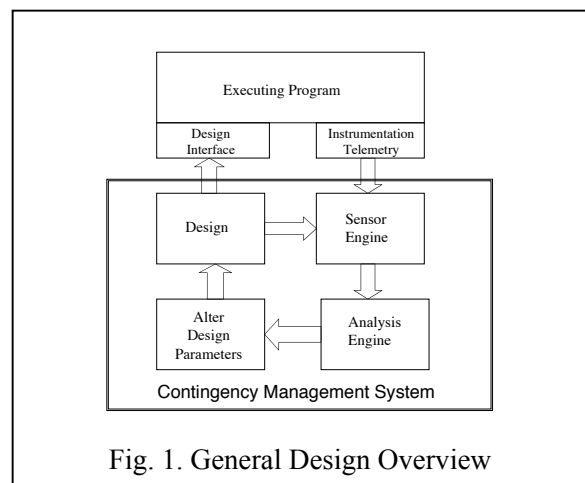 Executing Program
Design
Interface
Instrumentation
Telemetry
Design
Sensor
Engine
Alter
Design
Parameters
Analysis
Engine
Contingency Management System
Fig. 1. General Design Overview